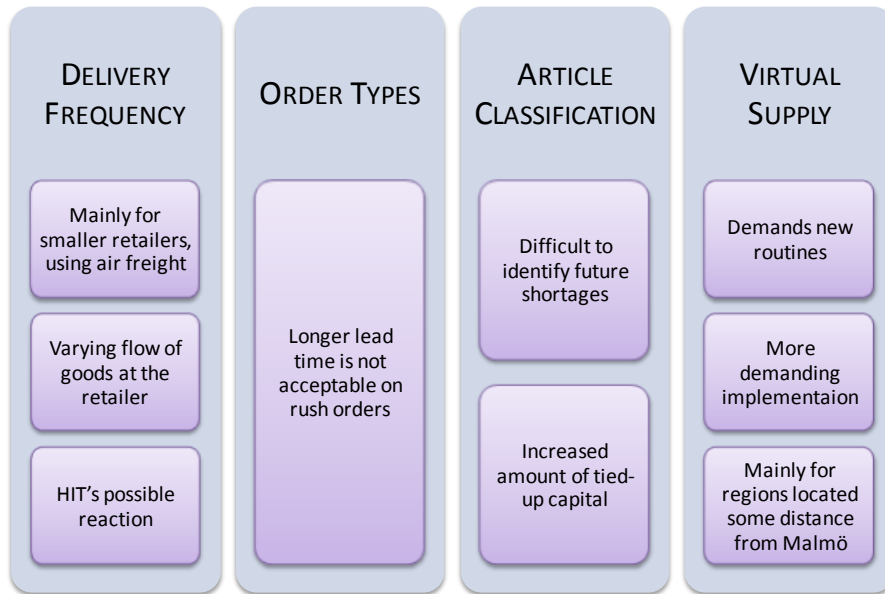 DELIVERY
FREQUENCY
Mainly for
smaller retailers,
using air freight
Varying flow of
goods at the
retailer
HIT's possible
reaction
ORDER TYPES
Longer lead
time is not
acceptable on
rush orders
ARTICLE
CLASSIFICATION
Difficult to
identify future
shortages
Increased
amount of tied-
up capital
VIRTUAL
SUPPLY
Demands new
routines
More
demanding
implementaion
Mainly for
regions located
some distance
from Malmö